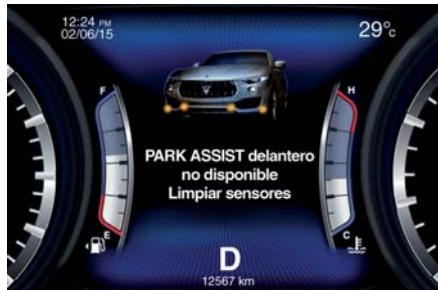 12:24 PM
02/06/15
29°c
F
H
PARK ASSIST delantero
no disponible
Limpiar sensores
E
C
D
12567 km